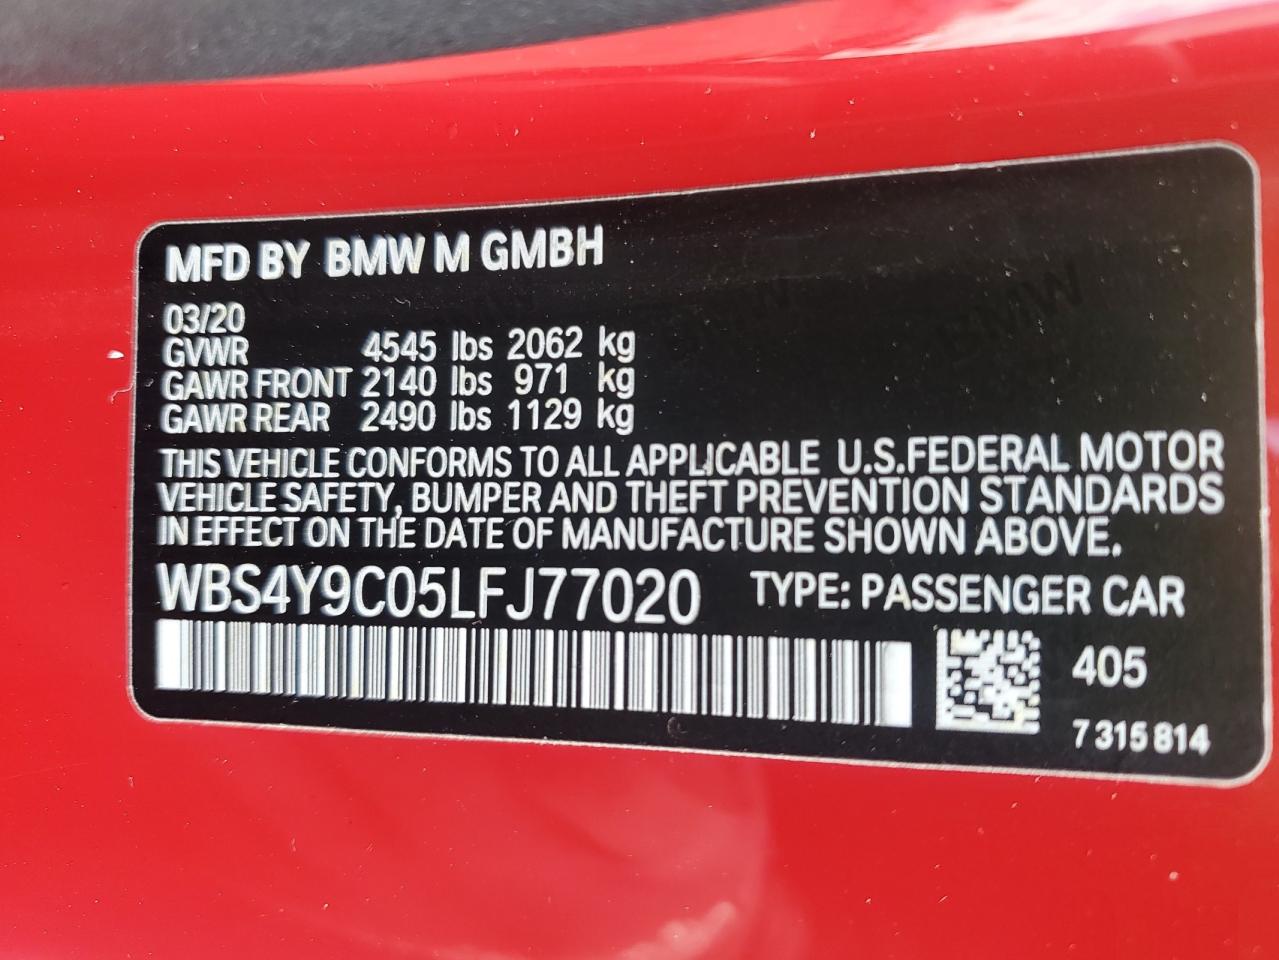 MFD BY BMW M GMBH
03/20
GVWR 4545 lbs 2062 kg
GAWR FRONT 2140 lbs 971 kg
GAWR REAR 2490 lbs 1129 kg
THIS VEHICLE CONFORMS TO ALL APPLICABLE U.S.FEDERAL MOTOR
VEHICLE SAFETY, BUMPER AND THEFT PREVENTION STANDARDS
IN EFFECT ON THE DATE OF MANUFACTURE SHOWN ABOVE.
WBS4Y9C05LFJ77020 TYPE: PASSENGER CAR
405
7 315 814